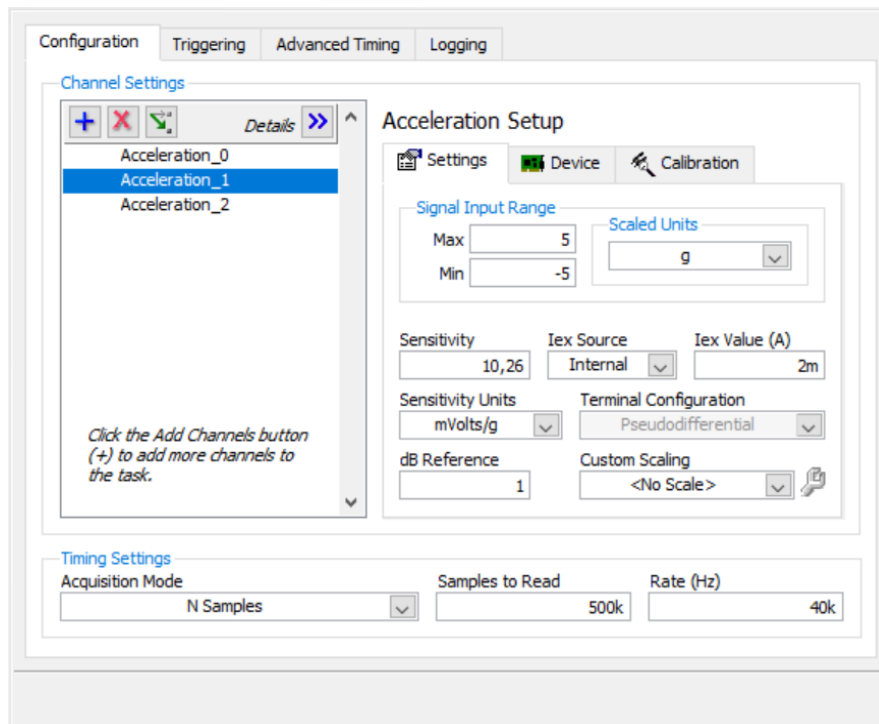 Configuration Triggering Advanced Timing Logging
Channel Settings
Details
Acceleration_0
Acceleration_1
Acceleration_2
Click the Add Channels button
(+) to add more channels to
the task.
Acceleration Setup
Settings Device Calibration
Signal Input Range
Max 5
Min -5
Scaled Units
g
Sensitivity Iex Source Iex Value (A)
10,26 Internal 2m
Sensitivity Units Terminal Configuration
mVolts/g Pseudodifferential
dB Reference Custom Scaling
1 <No Scale>
Timing Settings
Acquisition Mode Samples to Read Rate (Hz)
N Samples 500k 40k